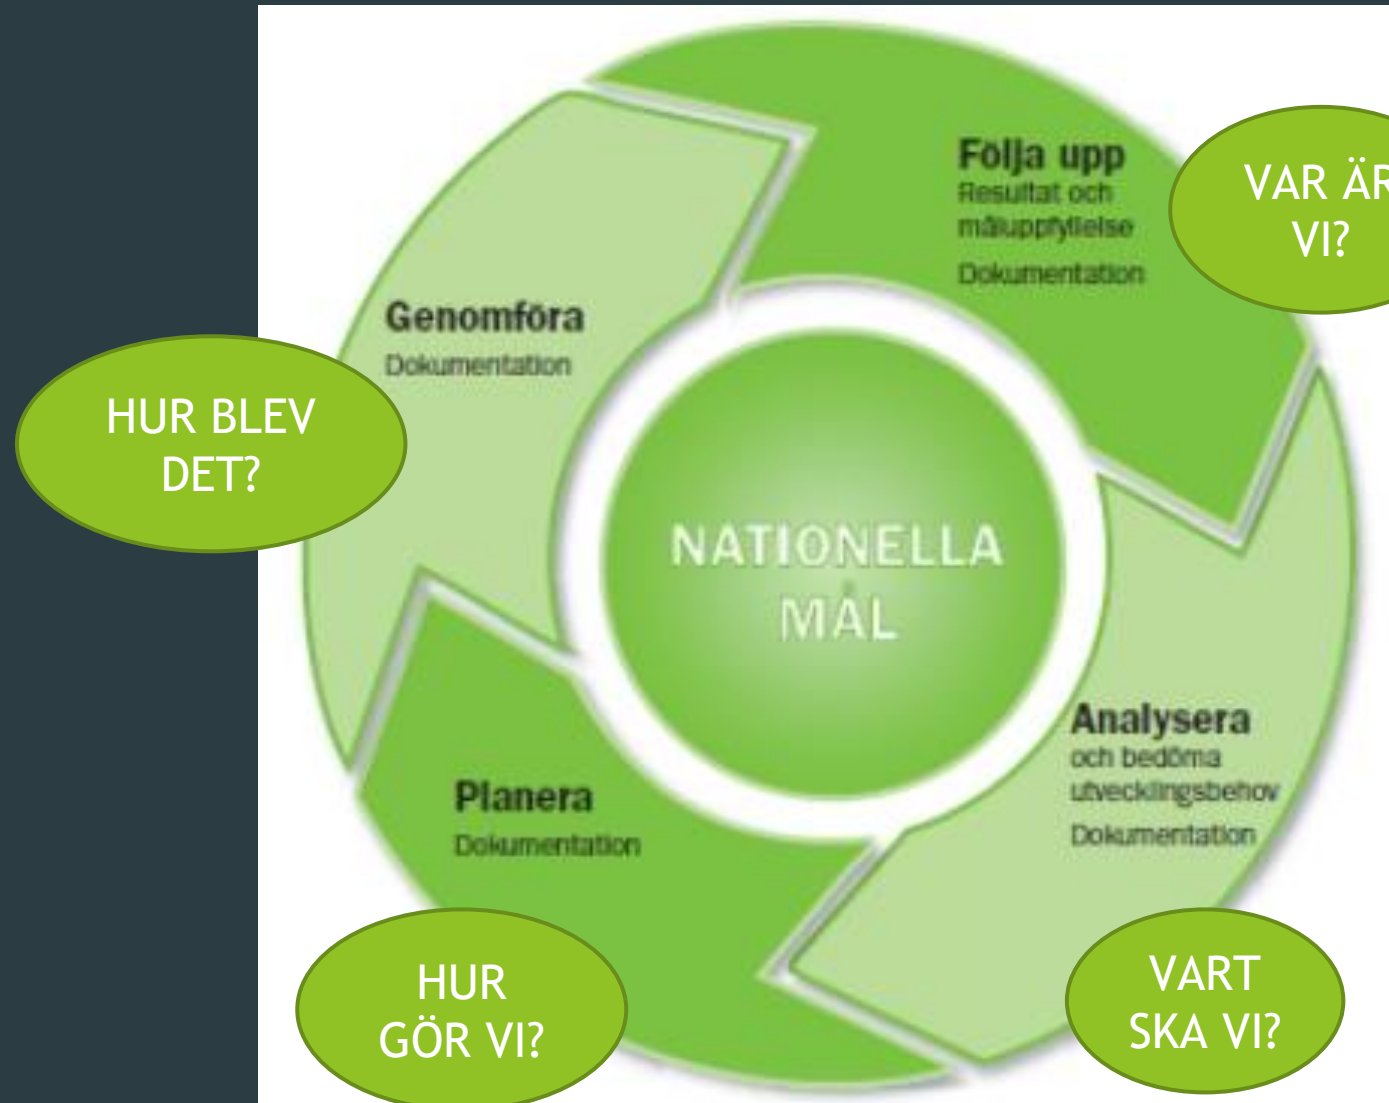 Följa upp
Resultat och
måluppfyllelse
Dokumentation
VAR ÄR
VI?
Genomföra
Dokumentation
HUR BLEV
DET?
NATIONELLA
MÅL
Analysera
och bedöma
utvecklingsbehov
Dokumentation
Planera
Dokumentation
HUR
GÖR VI?
VART
SKA VI?